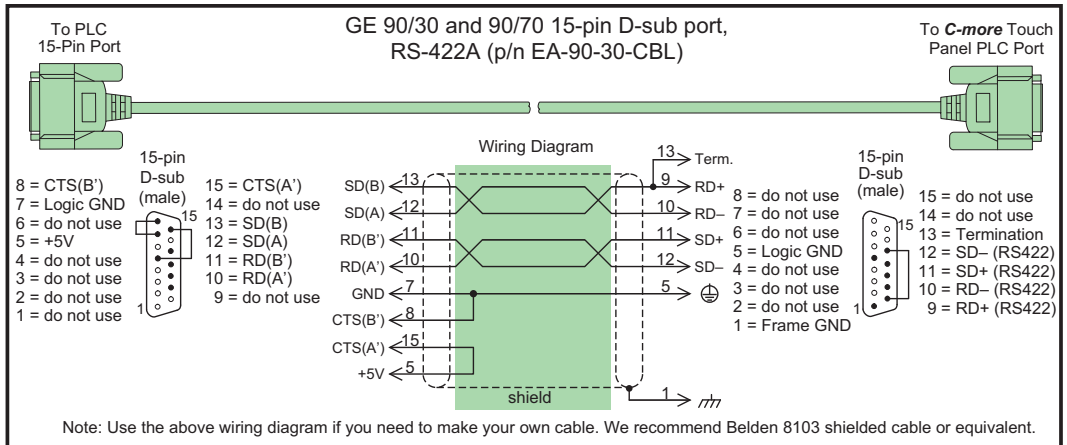 GE 90/30 and 90/70 15-pin D-sub port,
RS-422A (p/n EA-90-30-CBL)
To PLC
15-Pin Port
To C-more Touch
Panel PLC Port
15-pin
D-sub
(male)
8 = CTS(B')
7 = Logic GND
6 = do not use
5 = +5V
4 = do not use
3 = do not use
2 = do not use
1 = do not use
15
1
15 = CTS(A')
14 = do not use
13 = SD(B)
12 = SD(A)
11 = RD(B')
10 = RD(A')
9 = do not use
Wiring Diagram
13 Term.
SD(B) 13 9 RD+
SD(A) 12 10 RD–
RD(B') 11 11 SD+
RD(A') 10 12 SD–
GND 7 5
CTS(B') 8
CTS(A') 15
+5V 5
shield
1
8 = do not use
7 = do not use
6 = do not use
5 = Logic GND
4 = do not use
3 = do not use
2 = do not use
1 = Frame GND
15-pin
D-sub
(male)
15
1
15 = do not use
14 = do not use
13 = Termination
12 = SD– (RS422)
11 = SD+ (RS422)
10 = RD– (RS422)
9 = RD+ (RS422)
Note: Use the above wiring diagram if you need to make your own cable. We recommend Belden 8103 shielded cable or equivalent.